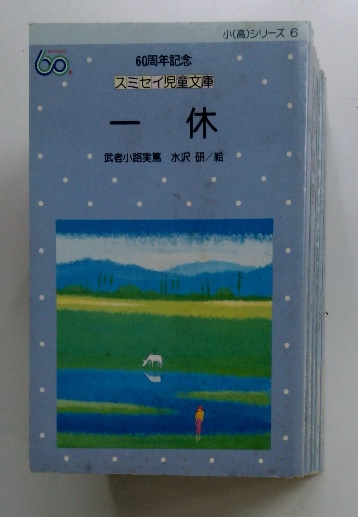 小(高)シリーズ 6
60
60周年記念
スミセイ児童文庫
一 休
武者小路実篤 水沢 研/絵